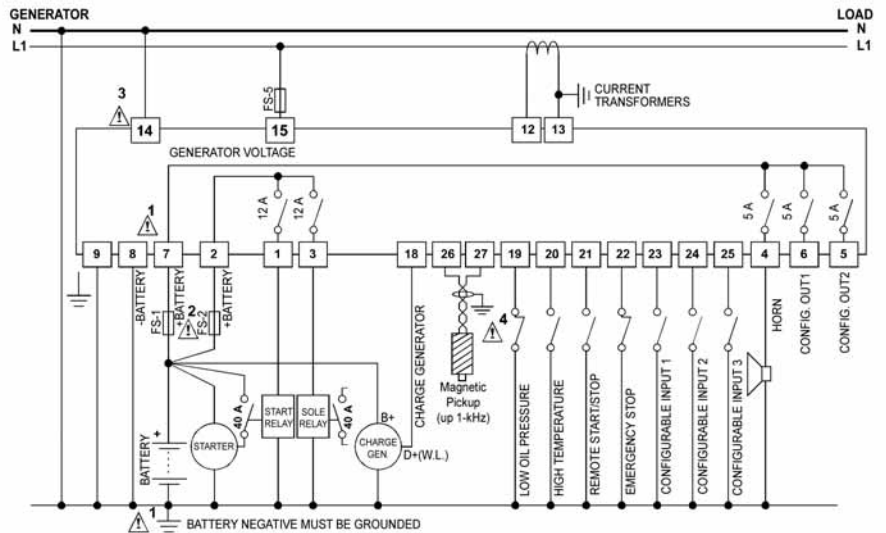 GENERATOR
LOAD
N
N
L1
L1
3
FS-5
CURRENT
TRANSFORMERS
14
15
12
13
GENERATOR VOLTAGE
12 A
12 A
5 A
5 A
5 A
1
9
8
7
2
1
3
18
26
27
19
20
21
22
23
24
25
4
6
5
-BATTERY
+BATTERY
FS-1
2
FS-2
+BATTERY
CHARGE GENERATOR
4
Magnetic
Pickup
(up 1-kHz)
LOW OIL PRESSURE
HIGH TEMPERATURE
REMOTE START/STOP
EMERGENCY STOP
CONFIGURABLE INPUT 1
CONFIGURABLE INPUT 2
CONFIGURABLE INPUT 3
HORN
CONFIG. OUT1
CONFIG. OUT2
BATTERY
+
-
STARTER
40 A
START
RELAY
SOLE
RELAY
40 A
B+
CHARGE
GEN.
D+(W.L.)
1
BATTERY NEGATIVE MUST BE GROUNDED